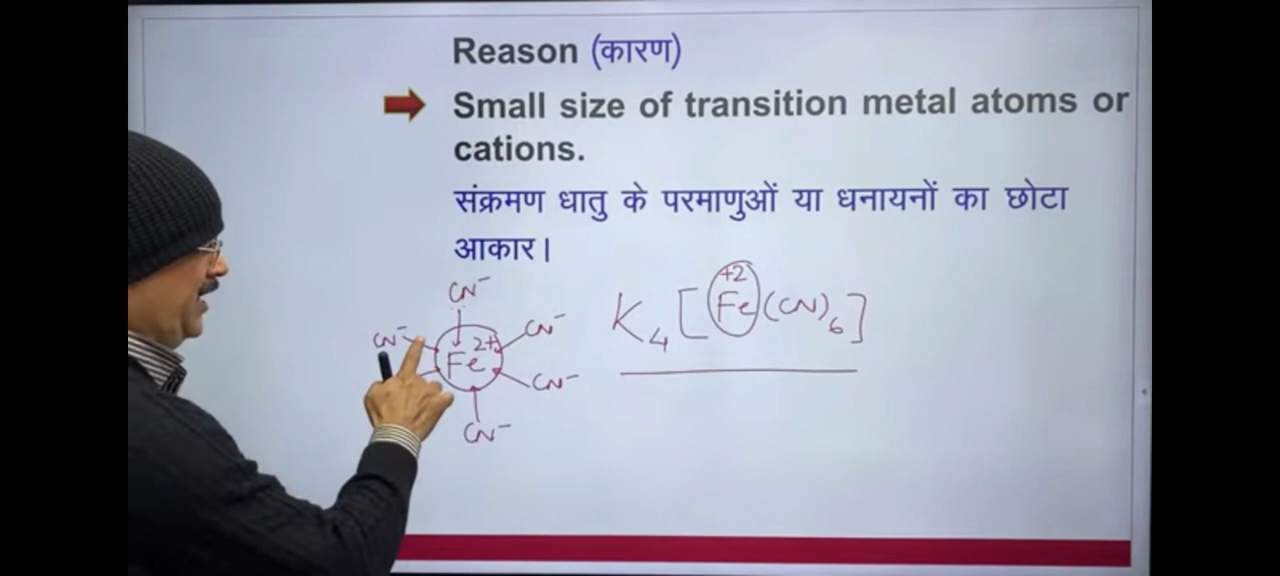 Reason (कारण)
Small size of transition metal atoms or
cations.
संक्रमण धातु के परमाणुओं या धनायनों का छोटा
आकार।
CN⁻
CN⁻ CN⁻
Fe²⁺
CN⁻
CN⁻
+2
K₄[Fe(CN)₆]